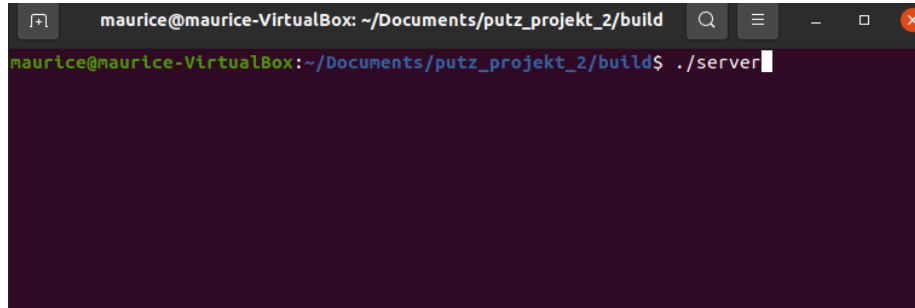 maurice@maurice-VirtualBox: ~/Documents/putz_projekt_2/build
maurice@maurice-VirtualBox:~/Documents/putz_projekt_2/build$ ./server